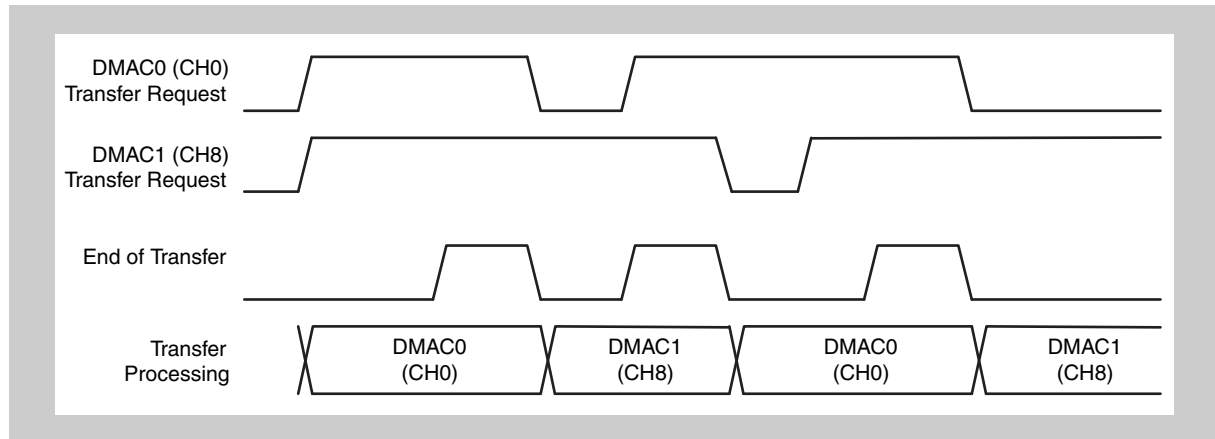 DMAC0 (CH0)
Transfer Request
DMAC1 (CH8)
Transfer Request
End of Transfer
Transfer
Processing
DMAC0
(CH0)
DMAC1
(CH8)
DMAC0
(CH0)
DMAC1
(CH8)